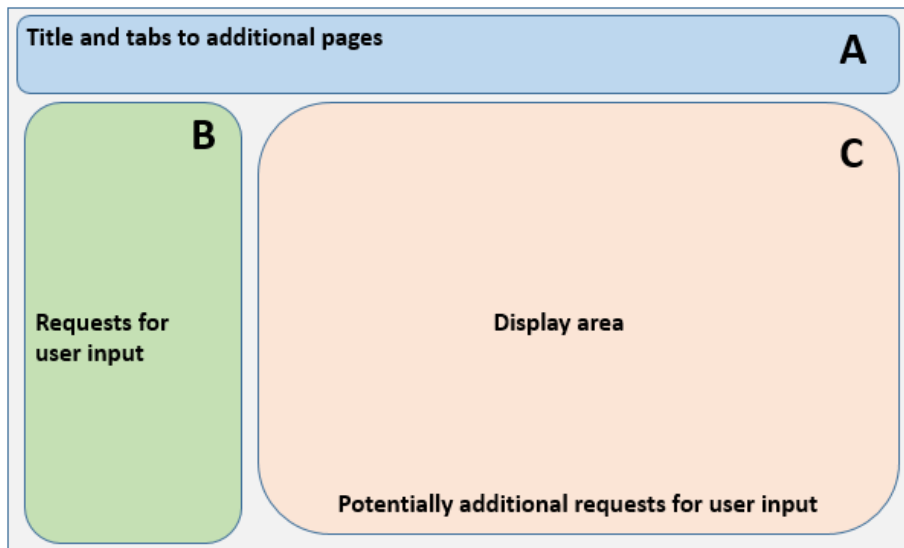 Title and tabs to additional pages
A
B
C
Requests for
user input
Display area
Potentially additional requests for user input